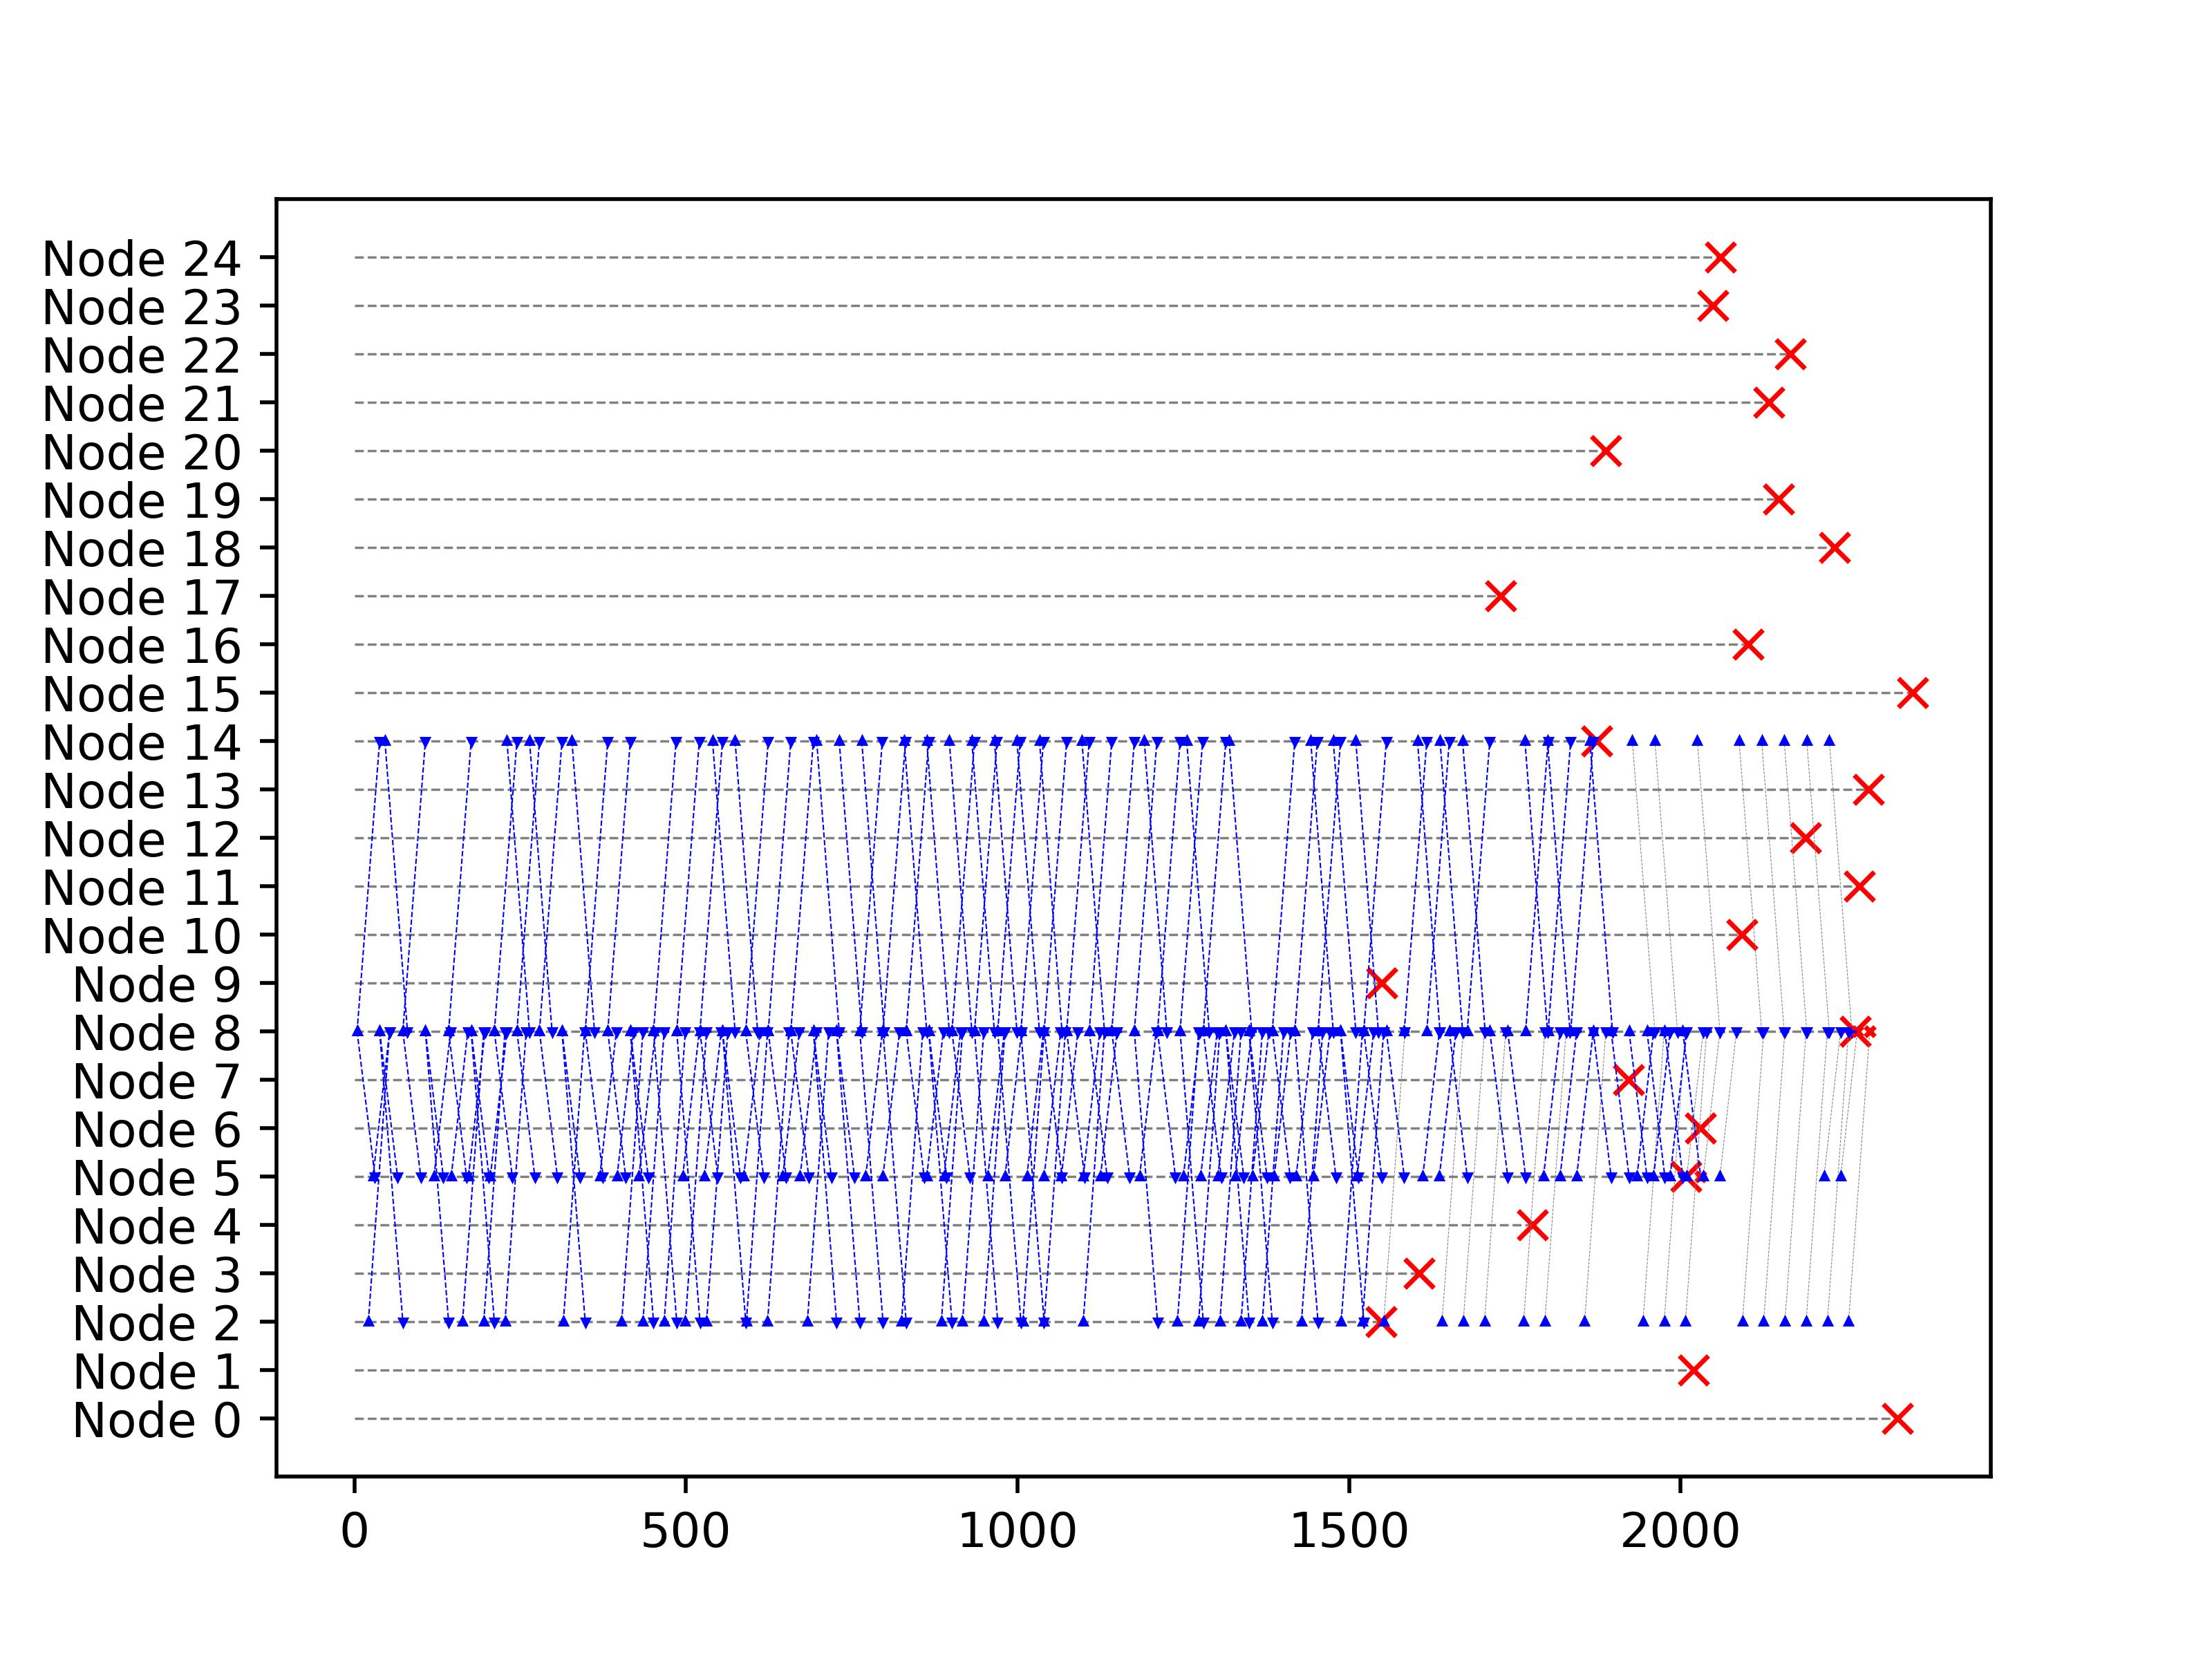 Node 24
Node 23
Node 22
Node 21
Node 20
Node 19
Node 18
Node 17
Node 16
Node 15
Node 14
Node 13
Node 12
Node 11
Node 10
Node 9
Node 8
Node 7
Node 6
Node 5
Node 4
Node 3
Node 2
Node 1
Node 0
0 500 1000 1500 2000